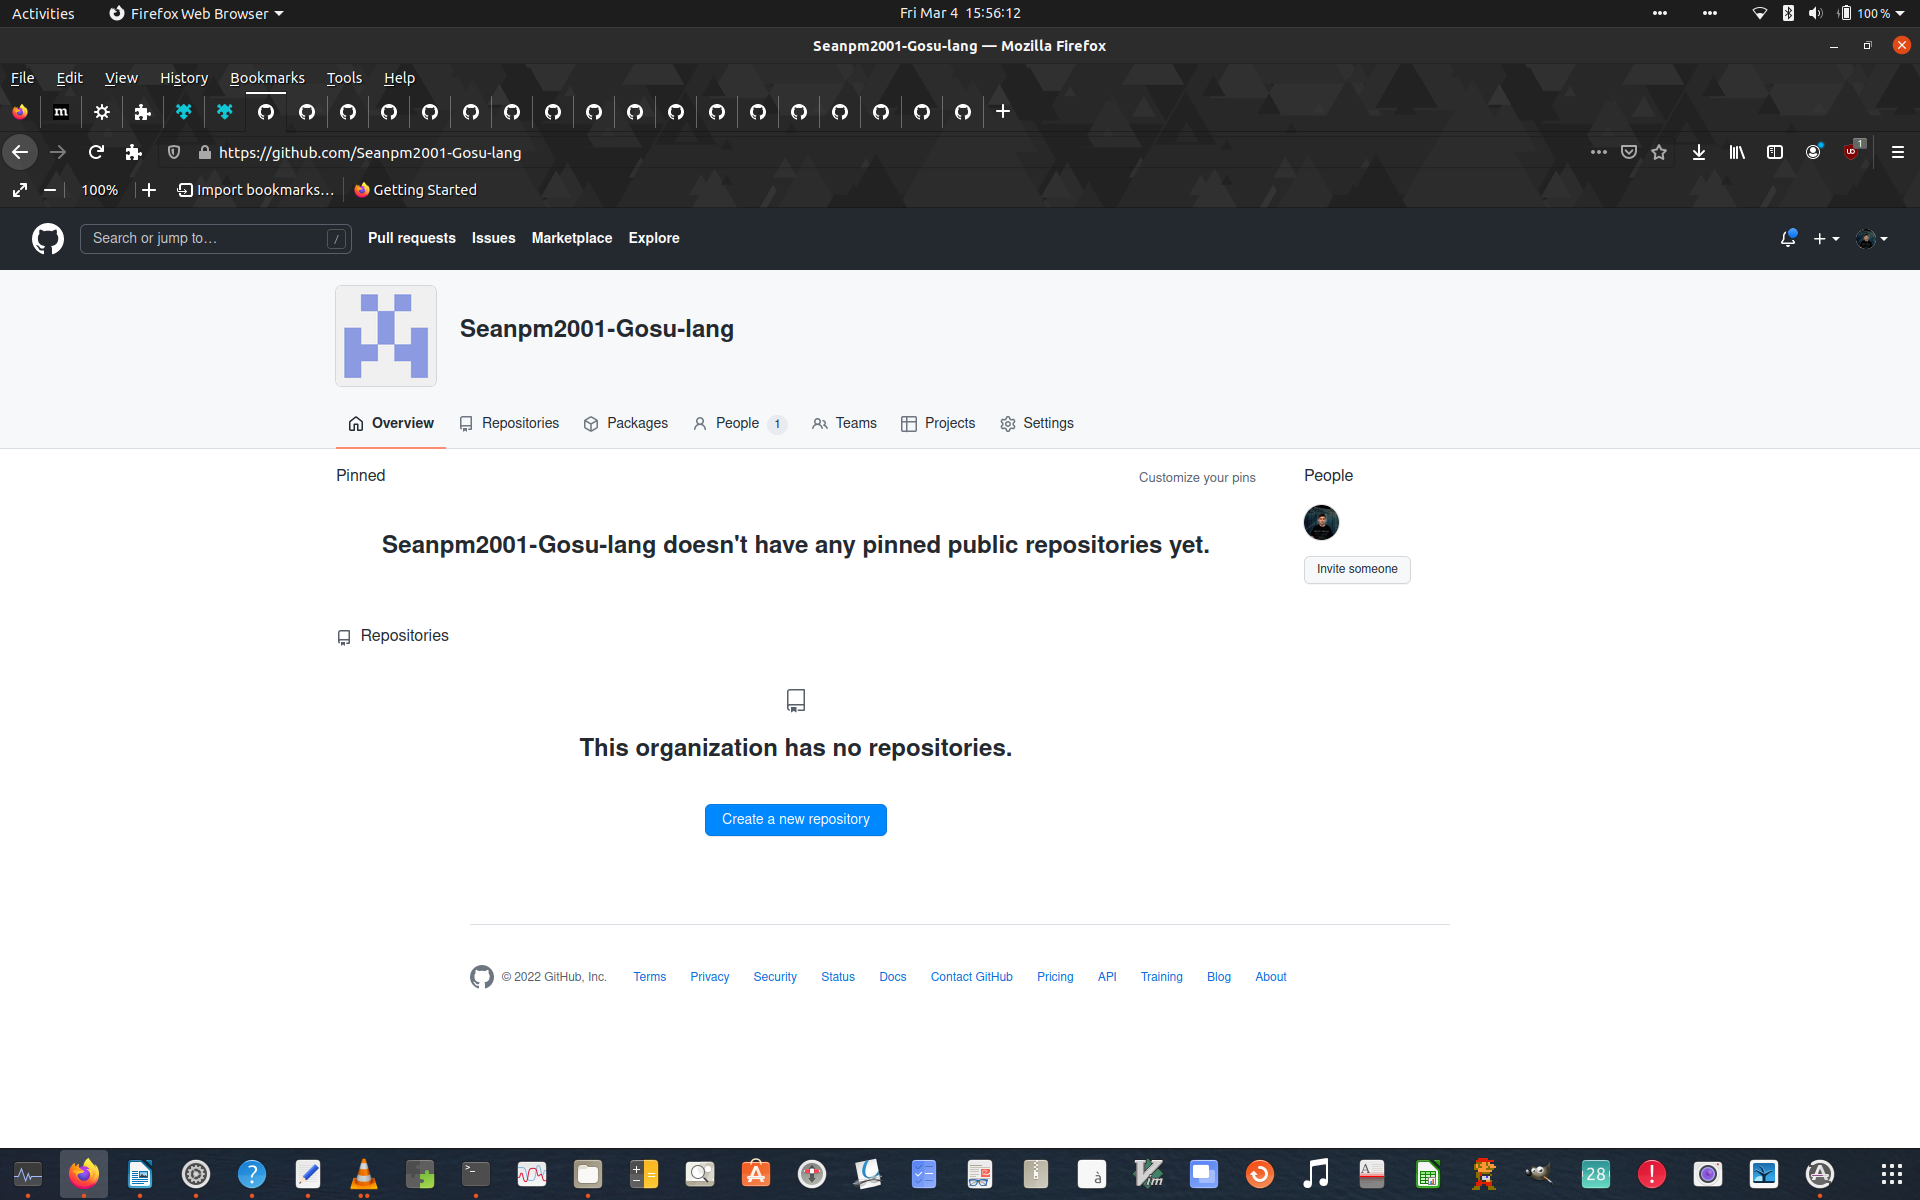 Activities Firefox Web Browser Fri Mar 4 15:56:12 100 %
Seanpm2001-Gosu-lang — Mozilla Firefox
File Edit View History Bookmarks Tools Help
m
https://github.com/Seanpm2001-Gosu-lang 1
100% Import bookmarks… Getting Started
Search or jump to… / Pull requests Issues Marketplace Explore
Seanpm2001-Gosu-lang
Overview Repositories Packages People 1 Teams Projects Settings
Pinned Customize your pins People
Seanpm2001-Gosu-lang doesn't have any pinned public repositories yet.
Invite someone
Repositories
This organization has no repositories.
Create a new repository
© 2022 GitHub, Inc. Terms Privacy Security Status Docs Contact GitHub Pricing API Training Blog About
? >_ à Vim A 28 !